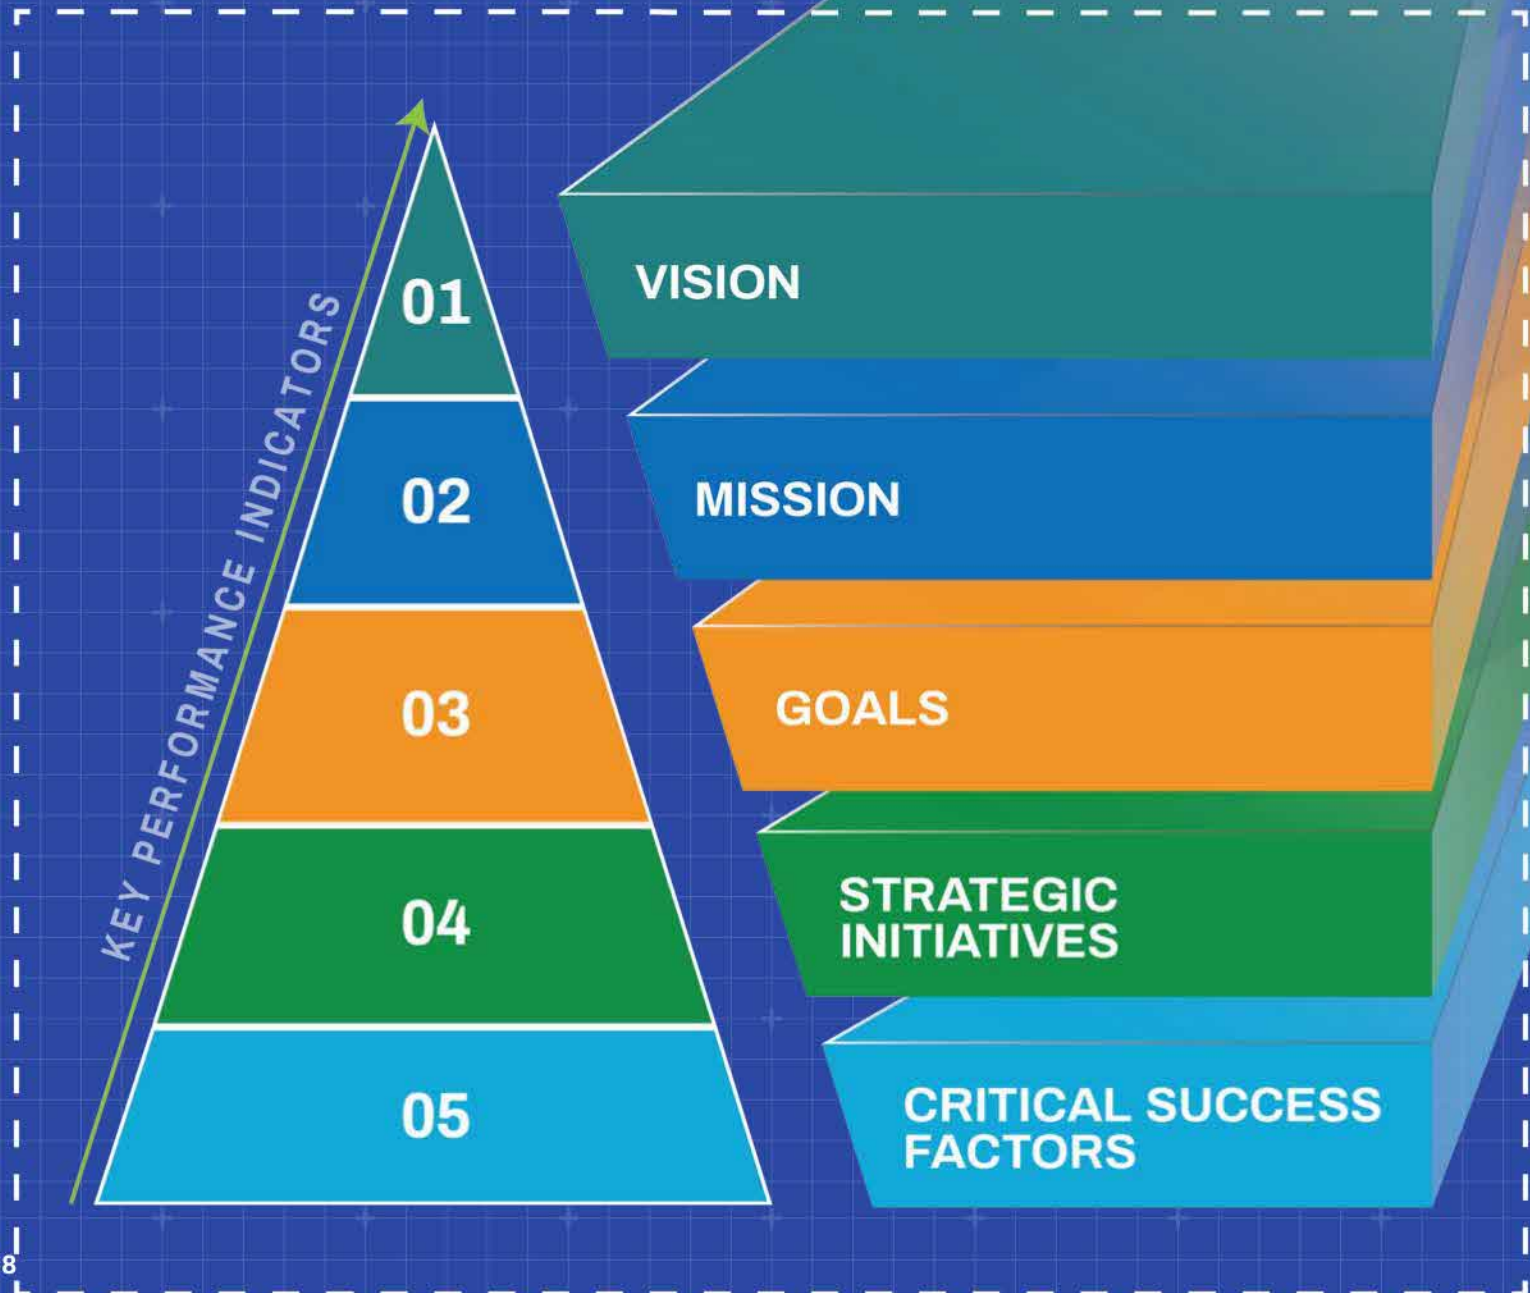 KEY PERFORMANCE INDICATORS
01
VISION
02
MISSION
03
GOALS
04
STRATEGIC
INITIATIVES
05
CRITICAL SUCCESS
FACTORS
8